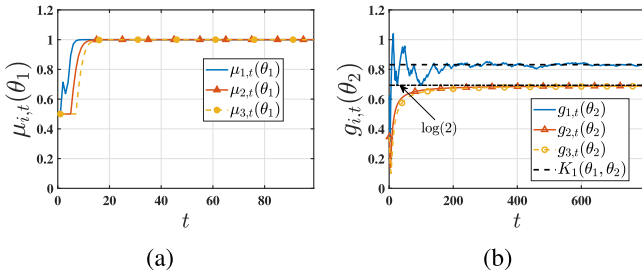 1.2
1
0.8
0.6
0.4
0.2
0
μ_{i,t}(θ_1)
μ_{1,t}(θ_1)
μ_{2,t}(θ_1)
μ_{3,t}(θ_1)
0 20 40 60 80
t
(a)
1.2
1
0.8
0.6
0.4
0.2
0
g_{i,t}(θ_2)
log(2)
g_{1,t}(θ_2)
g_{2,t}(θ_2)
g_{3,t}(θ_2)
K_1(θ_1, θ_2)
0 200 400 600
t
(b)